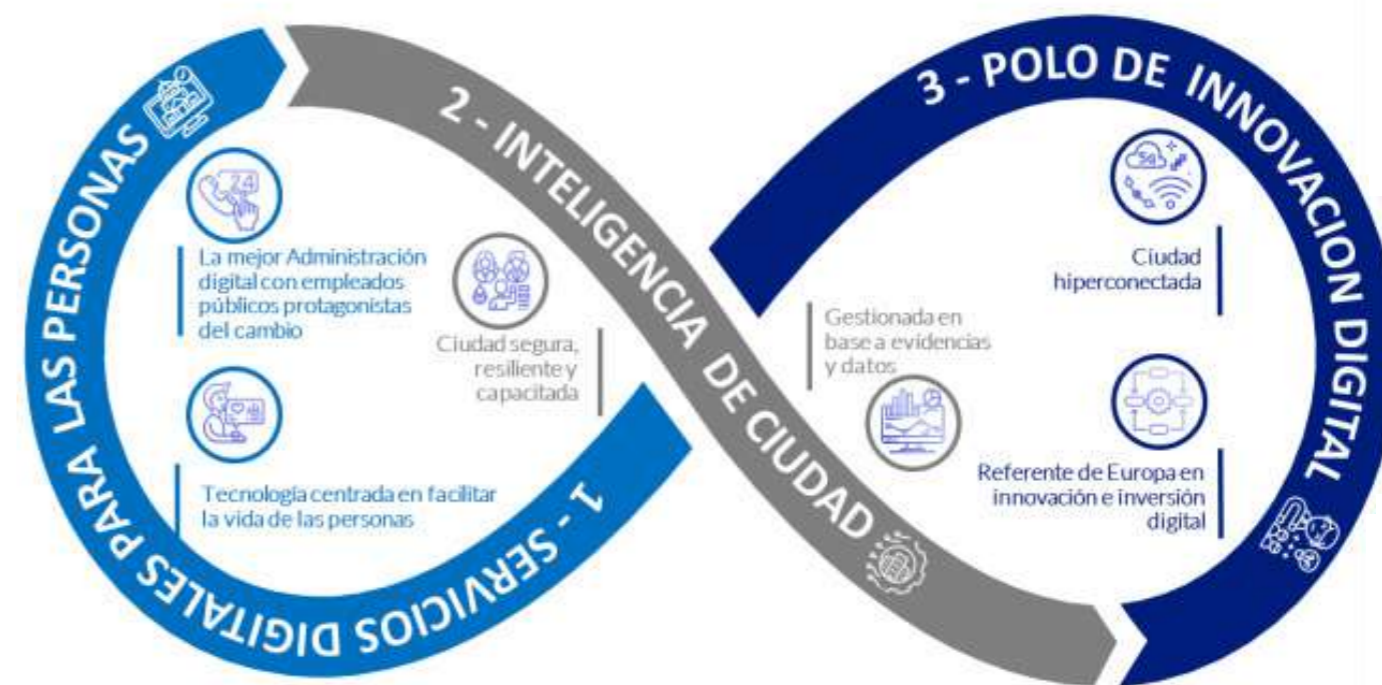 1 - SERVICIOS DIGITALES PARA LAS PERSONAS
24
La mejor Administración
digital con empleados
públicos protagonistas
del cambio
Tecnología centrada en facilitar
la vida de las personas
2 - INTELIGENCIA DE CIUDAD
Ciudad segura,
resiliente y
capacitada
Gestionada en
base a evidencias
y datos
3 - POLO DE INNOVACION DIGITAL
5G
Ciudad
hiperconectada
Referente de Europa en
innovación e inversión
digital